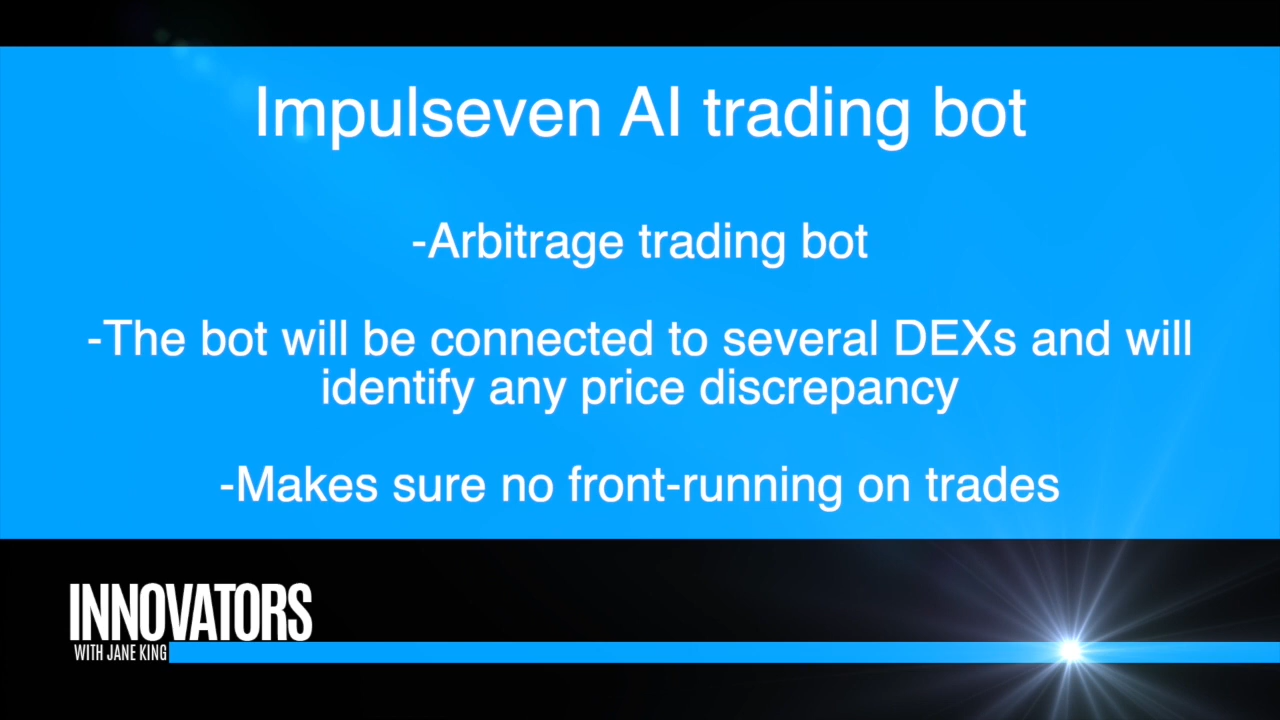 Impulseven AI trading bot
-Arbitrage trading bot
-The bot will be connected to several DEXs and will
identify any price discrepancy
-Makes sure no front-running on trades
INNOVATORS
WITH JANE KING